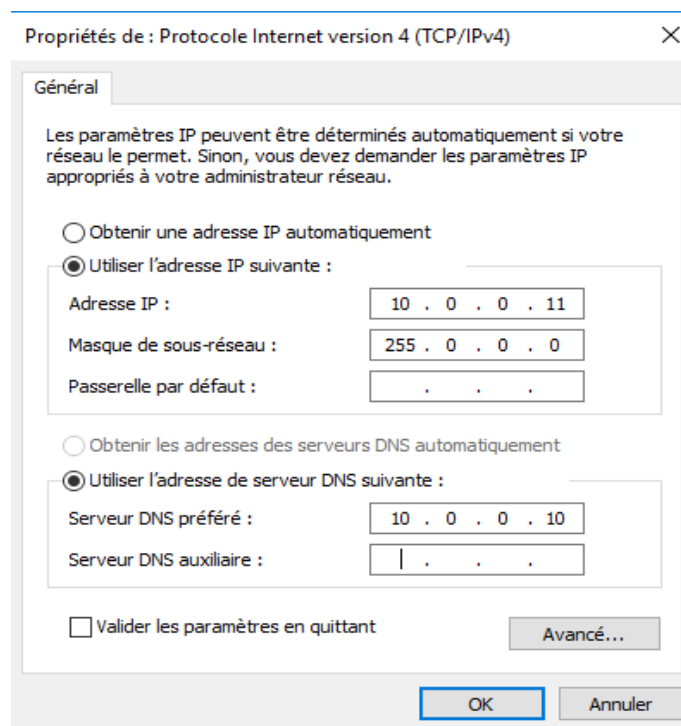 Propriétés de : Protocole Internet version 4 (TCP/IPv4)
Général
Les paramètres IP peuvent être déterminés automatiquement si votre
réseau le permet. Sinon, vous devez demander les paramètres IP
appropriés à votre administrateur réseau.
Obtenir une adresse IP automatiquement
Utiliser l'adresse IP suivante :
Adresse IP : 10 . 0 . 0 . 11
Masque de sous-réseau : 255 . 0 . 0 . 0
Passerelle par défaut : . . .
Obtenir les adresses des serveurs DNS automatiquement
Utiliser l'adresse de serveur DNS suivante :
Serveur DNS préféré : 10 . 0 . 0 . 10
Serveur DNS auxiliaire : . . .
Valider les paramètres en quittant
Avancé...
OK Annuler